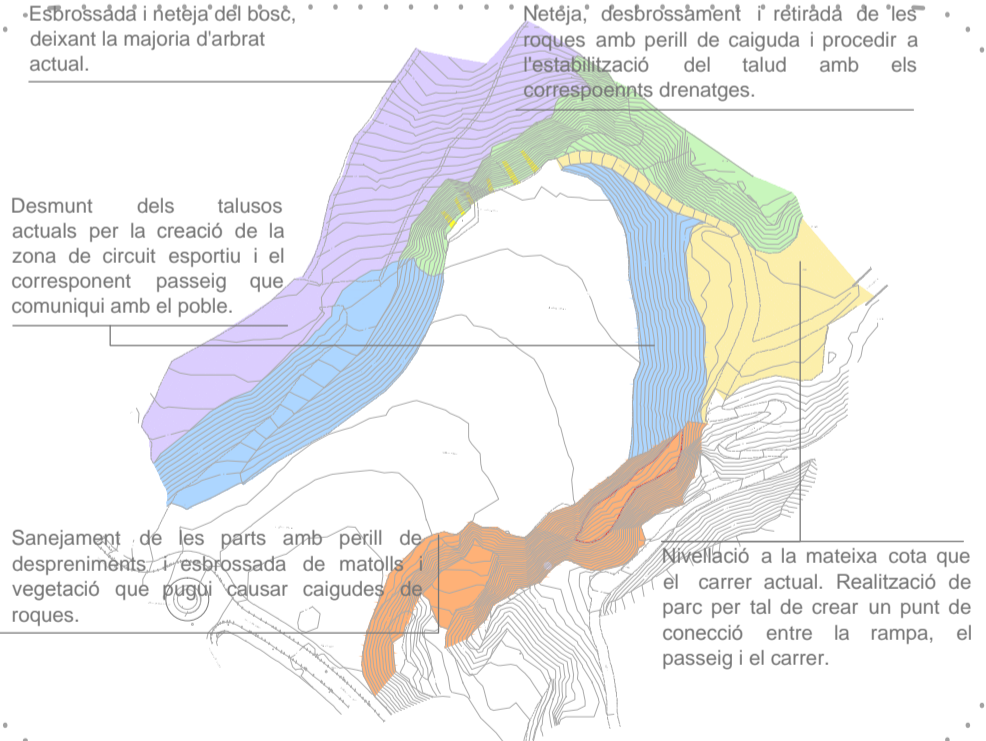 Esbrossada i neteja del bosc,
deixant la majoria d'arbrat
actual.
Neteja, desbrossament i retirada de les
roques amb perill de caiguda i procedir a
l'estabilització del talud amb els
correspoennts drenatges.
Desmunt dels talusos
actuals per la creació de la
zona de circuit esportiu i el
corresponent passeig que
comuniqui amb el poble.
Sanejament de les parts amb perill de
despreniments i esbrossada de matolls i
vegetació que pugui causar caigudes de
roques.
Nivellació a la mateixa cota que
el carrer actual. Realització de
parc per tal de crear un punt de
conecció entre la rampa, el
passeig i el carrer.